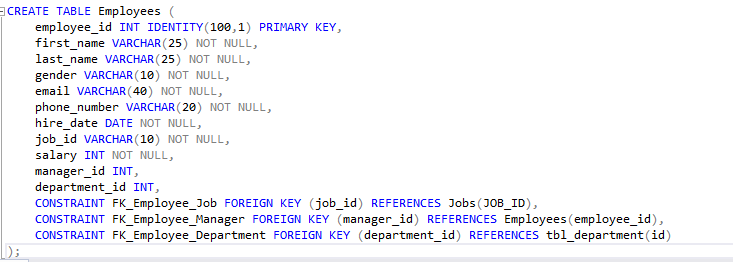 CREATE TABLE Employees (
employee_id INT IDENTITY(100,1) PRIMARY KEY,
first_name VARCHAR(25) NOT NULL,
last_name VARCHAR(25) NOT NULL,
gender VARCHAR(10) NOT NULL,
email VARCHAR(40) NOT NULL,
phone_number VARCHAR(20) NOT NULL,
hire_date DATE NOT NULL,
job_id VARCHAR(10) NOT NULL,
salary INT NOT NULL,
manager_id INT,
department_id INT,
CONSTRAINT FK_Employee_Job FOREIGN KEY (job_id) REFERENCES Jobs(JOB_ID),
CONSTRAINT FK_Employee_Manager FOREIGN KEY (manager_id) REFERENCES Employees(employee_id),
CONSTRAINT FK_Employee_Department FOREIGN KEY (department_id) REFERENCES tbl_department(id)
);